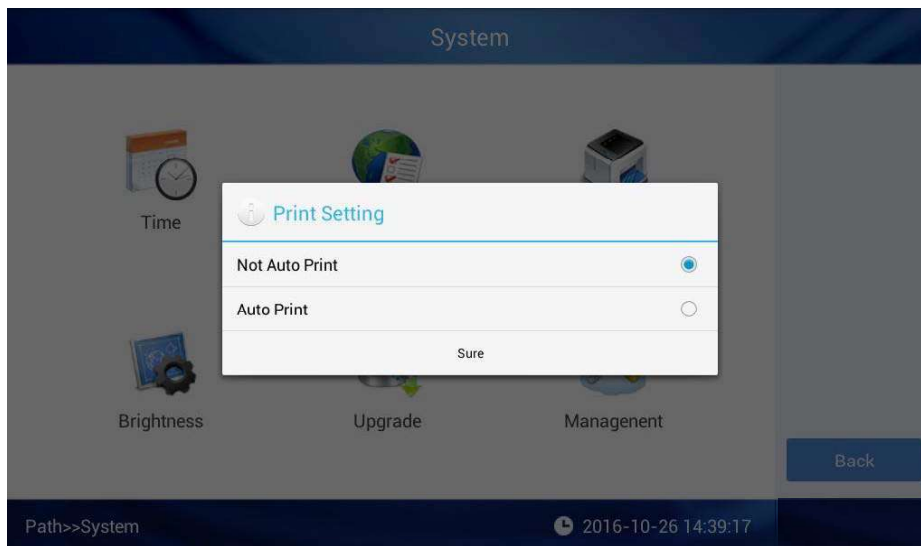 System
Time
Print Setting
Not Auto Print
Auto Print
Sure
Brightness
Upgrade
Managenent
Back
Path>>System
2016-10-26 14:39:17